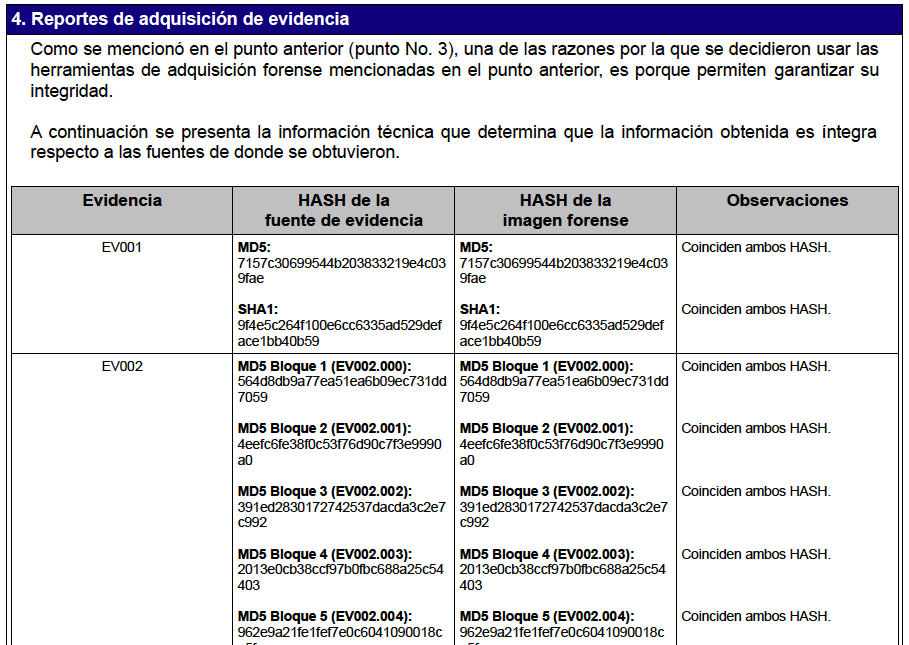 4. Reportes de adquisición de evidencia
Como se mencionó en el punto anterior (punto No. 3), una de las razones por la que se decidieron usar las
herramientas de adquisición forense mencionadas en el punto anterior, es porque permiten garantizar su
integridad.
A continuación se presenta la información técnica que determina que la información obtenida es íntegra
respecto a las fuentes de donde se obtuvieron.
Evidencia
HASH de la
fuente de evidencia
HASH de la
imagen forense
Observaciones
EV001
MD5:
7157c30699544b203833219e4c03
9fae
SHA1:
9f4e5c264f100e6cc6335ad529def
ace1bb40b59
MD5:
7157c30699544b203833219e4c03
9fae
SHA1:
9f4e5c264f100e6cc6335ad529def
ace1bb40b59
Coinciden ambos HASH.
Coinciden ambos HASH.
EV002
MD5 Bloque 1 (EV002.000):
564d8db9a77ea51ea6b09ec731dd
7059
MD5 Bloque 2 (EV002.001):
4eefc6fe38f0c53f76d90c7f3e9990
a0
MD5 Bloque 3 (EV002.002):
391ed2830172742537dacda3c2e7
c992
MD5 Bloque 4 (EV002.003):
2013e0cb38ccf97b0fbc688a25c54
403
MD5 Bloque 5 (EV002.004):
962e9a21fe1fef7e0c6041090018c
MD5 Bloque 1 (EV002.000):
564d8db9a77ea51ea6b09ec731dd
7059
MD5 Bloque 2 (EV002.001):
4eefc6fe38f0c53f76d90c7f3e9990
a0
MD5 Bloque 3 (EV002.002):
391ed2830172742537dacda3c2e7
c992
MD5 Bloque 4 (EV002.003):
2013e0cb38ccf97b0fbc688a25c54
403
MD5 Bloque 5 (EV002.004):
962e9a21fe1fef7e0c6041090018c
Coinciden ambos HASH.
Coinciden ambos HASH.
Coinciden ambos HASH.
Coinciden ambos HASH.
Coinciden ambos HASH.